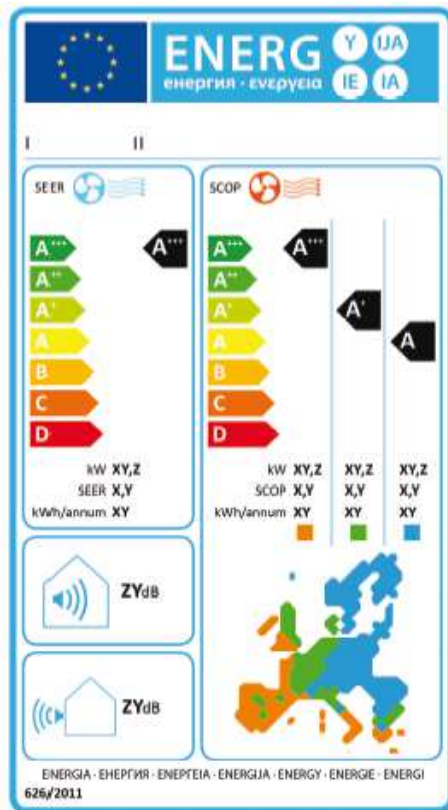 ENERG Y IJA
енергия · ενεργεια IE IA
I II
SEER
A+++ A+++
A++
A+
A
B
C
D
kW XY,Z
SEER X,Y
kWh/annum XY
SCOP
A+++ A+++
A++
A+ A+
A A
B
C
D
kW XY,Z XY,Z XY,Z
SCOP X,Y X,Y X,Y
kWh/annum XY XY XY
ZYdB
ZYdB
ENERGIA · ЕНЕРГИЯ · ΕΝΕΡΓΕΙΑ · ENERGIJA · ENERGY · ENERGIE · ENERGI
626/2011